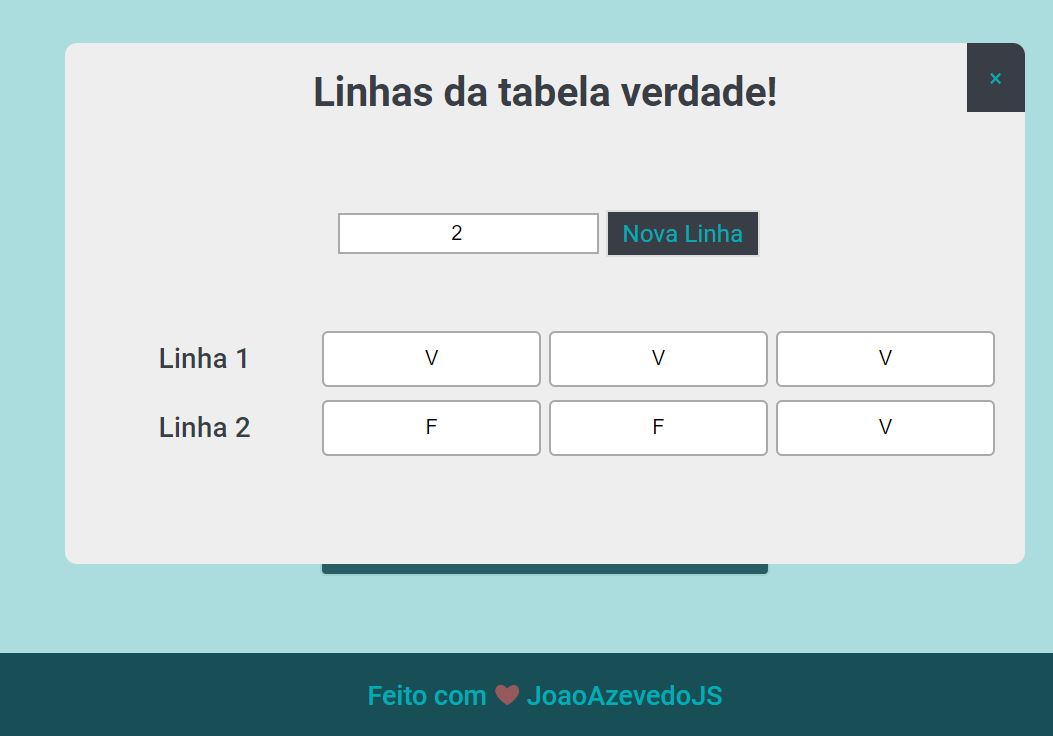 ×
Linhas da tabela verdade!
2 Nova Linha
Linha 1 V V V
Linha 2 F F V
Feito com ❤ JoaoAzevedoJS